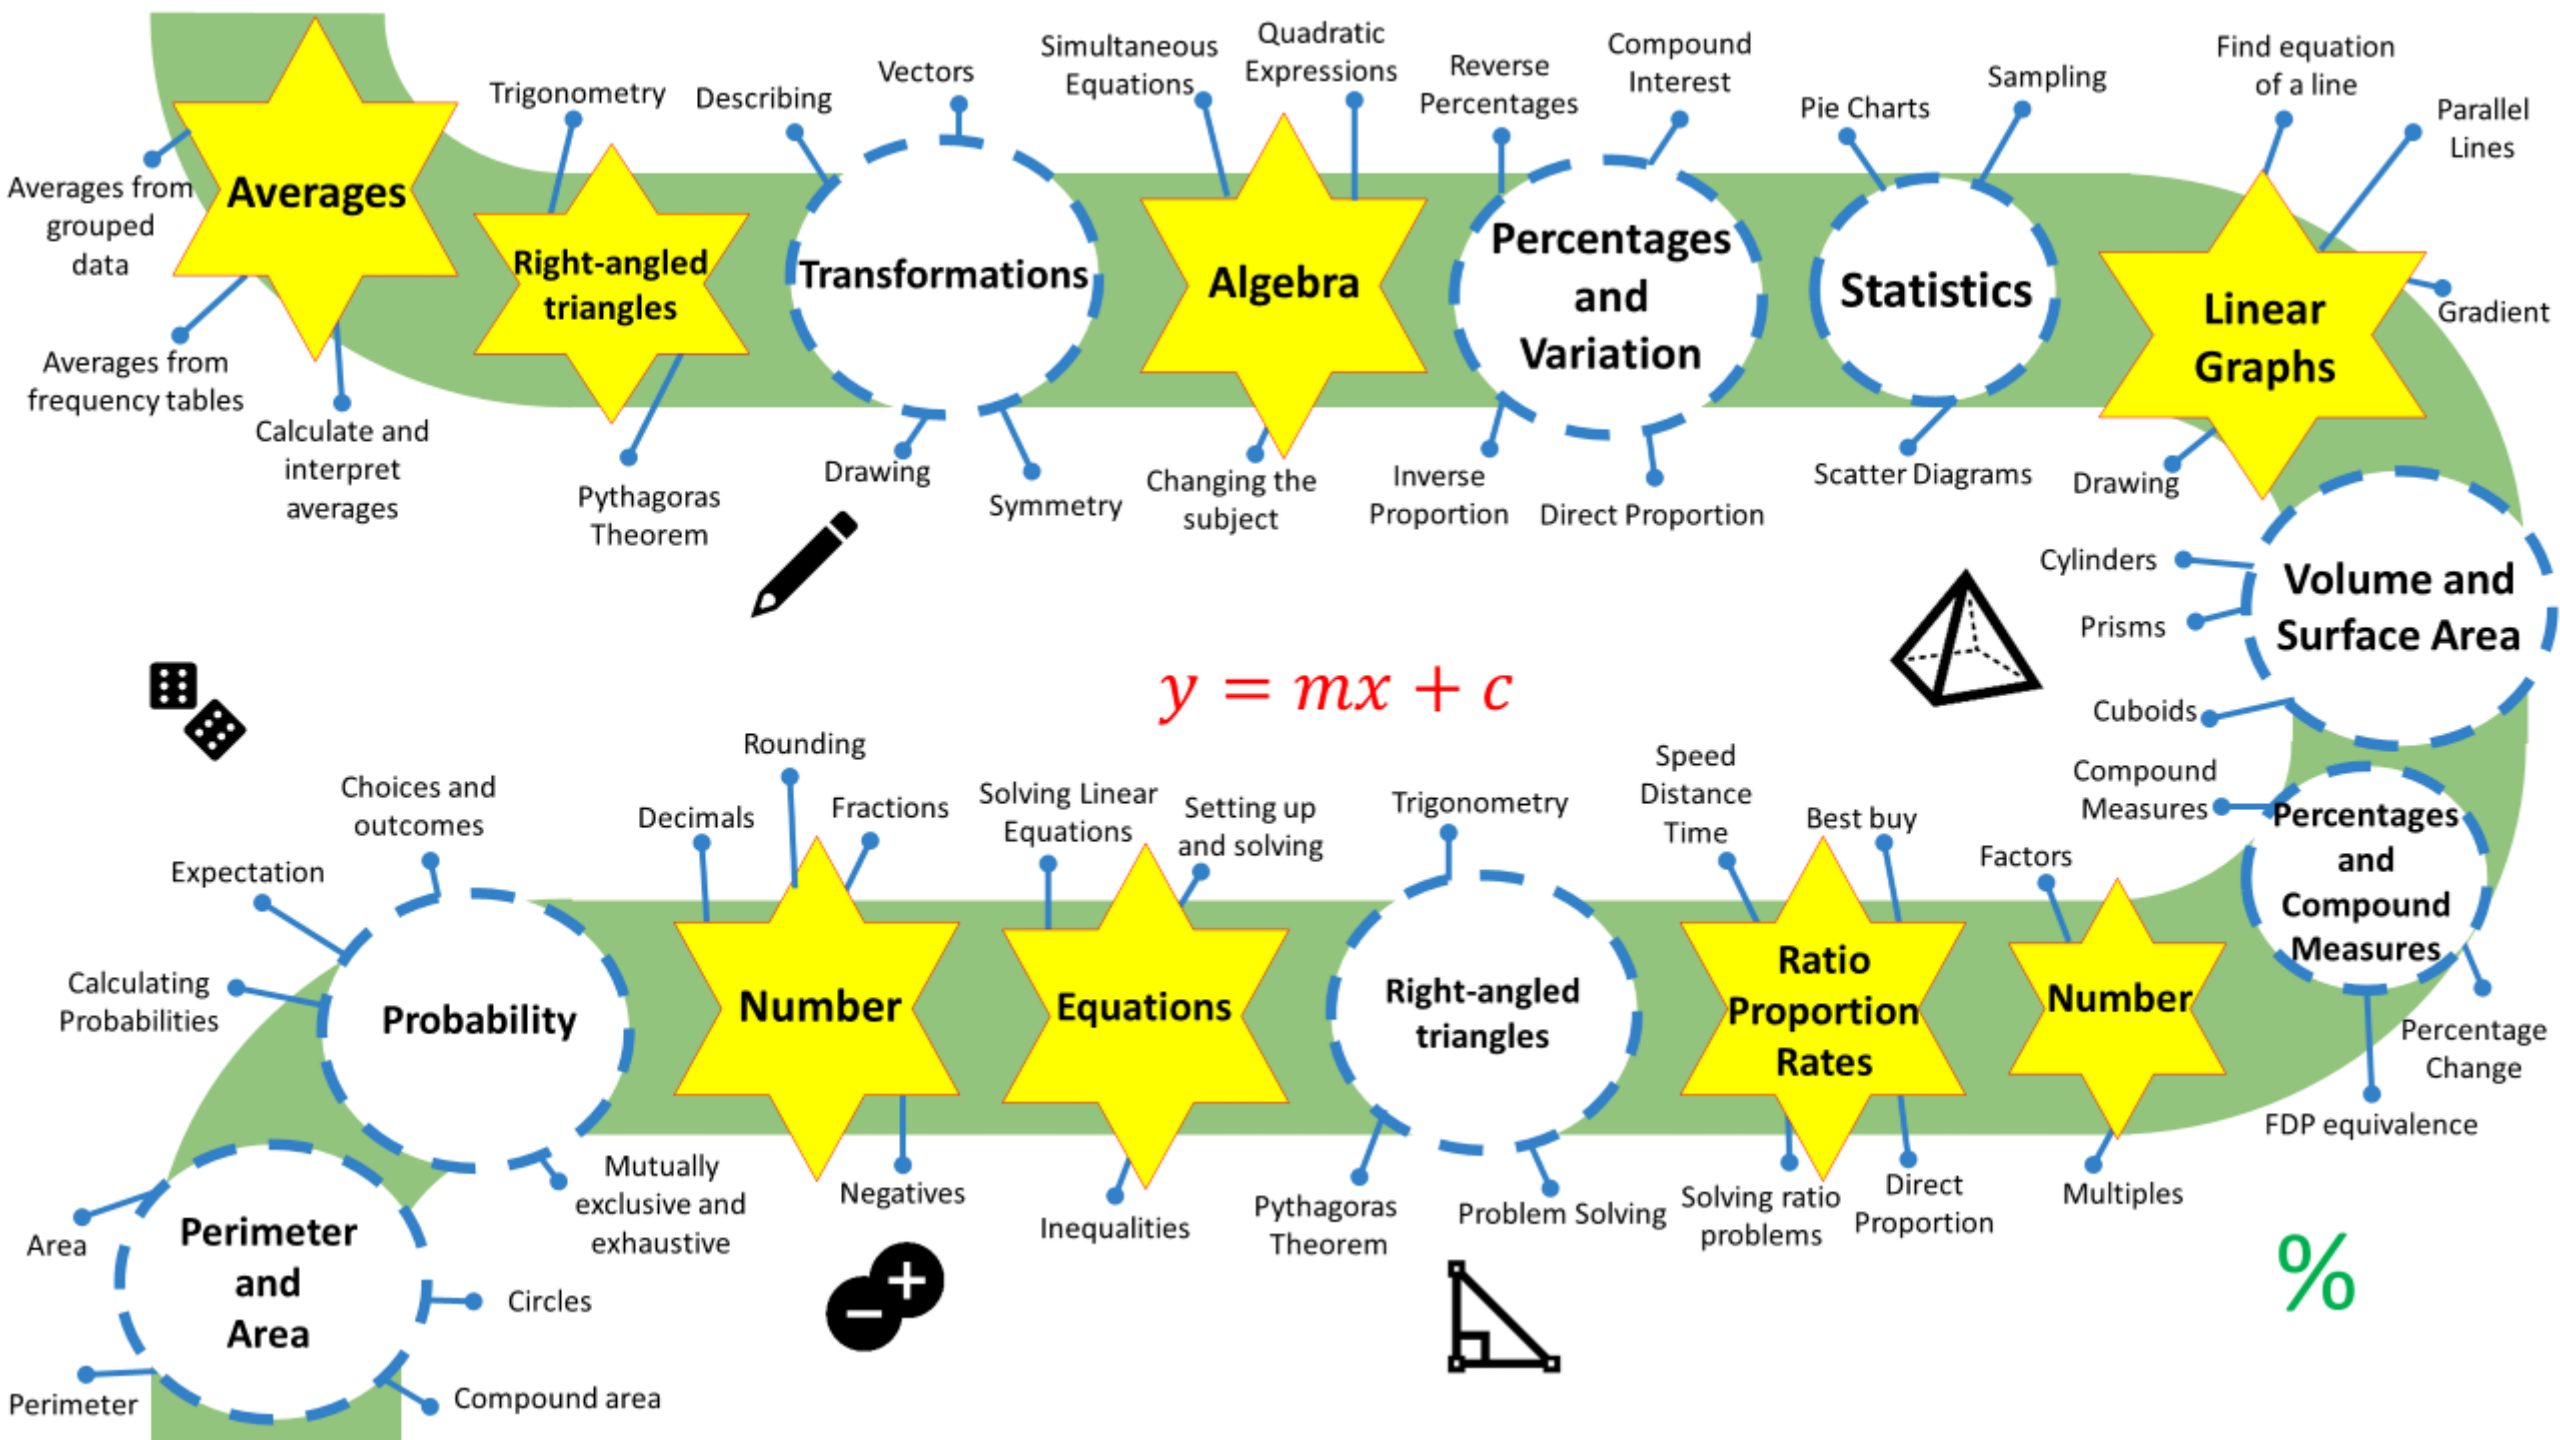 Averages
Averages from
grouped
data
Averages from
frequency tables
Calculate and
interpret
averages
Trigonometry
Right-angled
triangles
Pythagoras
Theorem
Describing
Vectors
Transformations
Drawing
Symmetry
Simultaneous
Equations
Quadratic
Expressions
Algebra
Changing the
subject
Reverse
Percentages
Compound
Interest
Percentages
and
Variation
Inverse
Proportion
Direct Proportion
Pie Charts
Sampling
Statistics
Scatter Diagrams
Find equation
of a line
Parallel
Lines
Gradient
Linear
Graphs
Drawing
Cylinders
Prisms
Cuboids
Volume and
Surface Area
y = mx + c
Compound
Measures
Percentages
and
Compound
Measures
Percentage
Change
FDP equivalence
Factors
Number
Multiples
Speed
Distance
Time
Best buy
Ratio
Proportion
Rates
Solving ratio
problems
Direct
Proportion
Trigonometry
Right-angled
triangles
Pythagoras
Theorem
Problem Solving
Solving Linear
Equations
Setting up
and solving
Equations
Inequalities
Rounding
Decimals
Fractions
Number
Negatives
Choices and
outcomes
Expectation
Calculating
Probabilities
Probability
Mutually
exclusive and
exhaustive
Area
Perimeter
and
Area
Circles
Perimeter
Compound area
− +
%